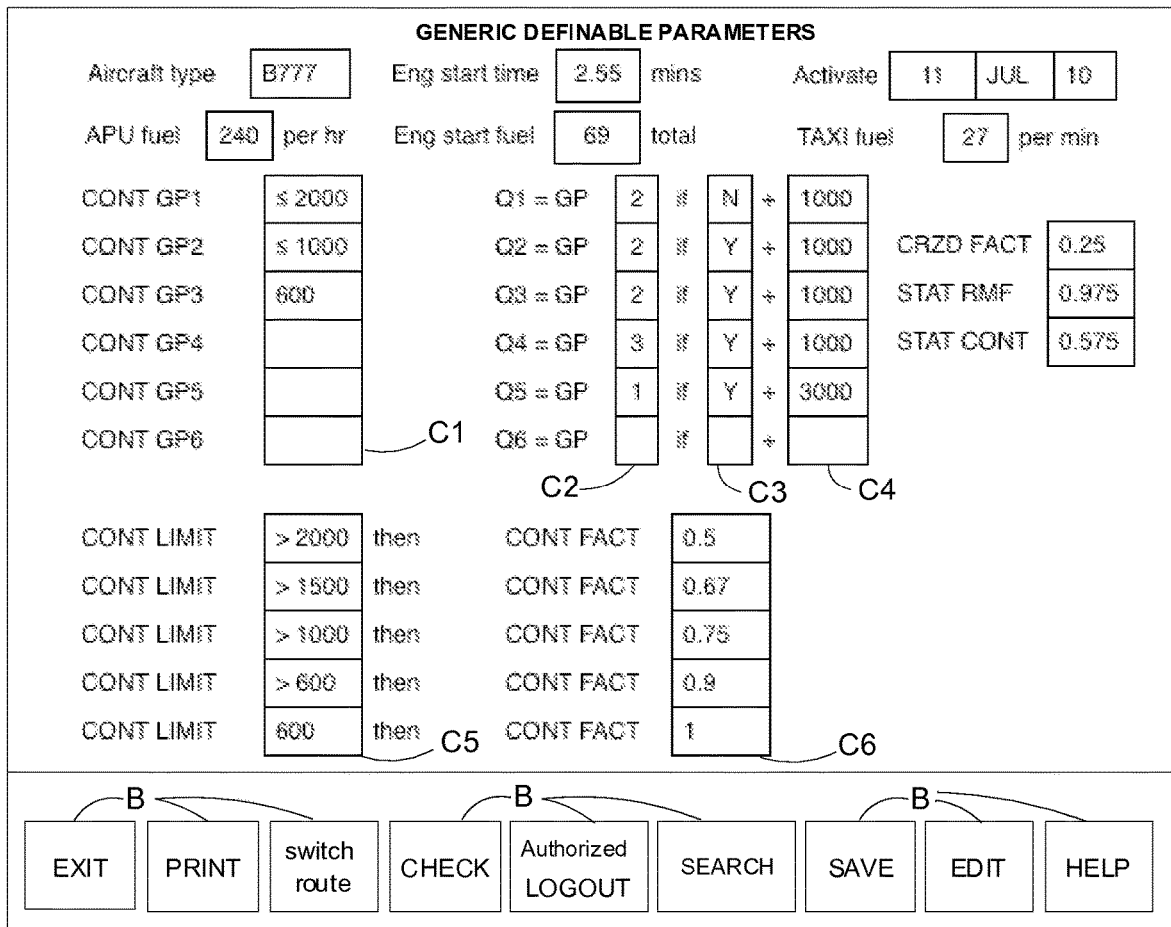 GENERIC DEFINABLE PARAMETERS
Aircraft type B777 Eng start time 2.55 mins Activate 11 JUL 10
APU fuel 240 per hr Eng start fuel 69 total TAXI fuel 27 per min
CONT GP1 ≤ 2000 Q1 = GP 2 if N ÷ 1000
CONT GP2 ≤ 1000 Q2 = GP 2 if Y ÷ 1000 CRZD FACT 0.25
CONT GP3 600 Q3 = GP 2 if Y ÷ 1000 STAT RMF 0.975
CONT GP4 Q4 = GP 3 if Y ÷ 1000 STAT CONT 0.575
CONT GP5 Q5 = GP 1 if Y ÷ 3000
CONT GP6 C1 Q6 = GP if ÷
C2 C3 C4
CONT LIMIT > 2000 then CONT FACT 0.5
CONT LIMIT > 1500 then CONT FACT 0.67
CONT LIMIT > 1000 then CONT FACT 0.75
CONT LIMIT > 600 then CONT FACT 0.9
CONT LIMIT 600 then C5 CONT FACT 1 C6
B B B
EXIT PRINT switch route CHECK Authorized LOGOUT SEARCH SAVE EDIT HELP